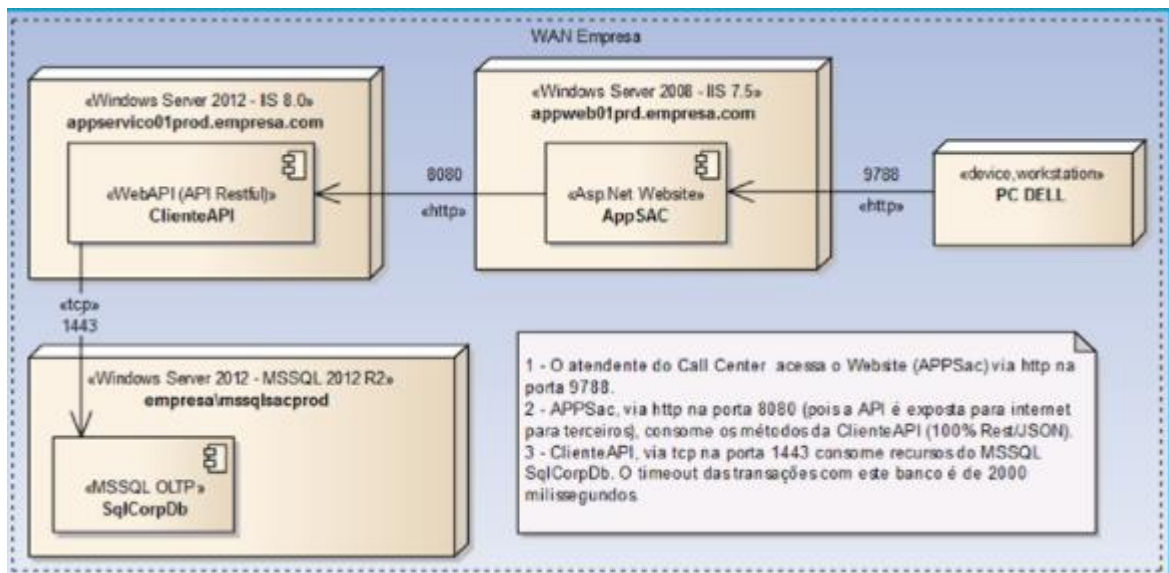 WAN Empresa
«Windows Server 2012 - IIS 8.0»
appservico01prod.empresa.com
«WebAPI (API Restful)»
ClienteAPI
8080
«http»
«Windows Server 2008 - IIS 7.5»
appweb01prd.empresa.com
«Asp.Net Website»
AppSAC
9788
«http»
«device,workstation»
PC DELL
«tcp»
1443
«Windows Server 2012 - MSSQL 2012 R2»
empresa\mssqlsacprod
«MSSQL OLTP»
SqlCorpDb
1 - O atendente do Call Center acessa o Website (APPSac) via http na
porta 9788.
2 - APPSac, via http na porta 8080 (pois a API é exposta para internet
para terceiros), consome os métodos da ClienteAPI (100% Rest/JSON).
3 - ClienteAPI, via tcp na porta 1443 consome recursos do MSSQL
SqlCorpDb. O timeout das transações com este banco é de 2000
milissegundos.